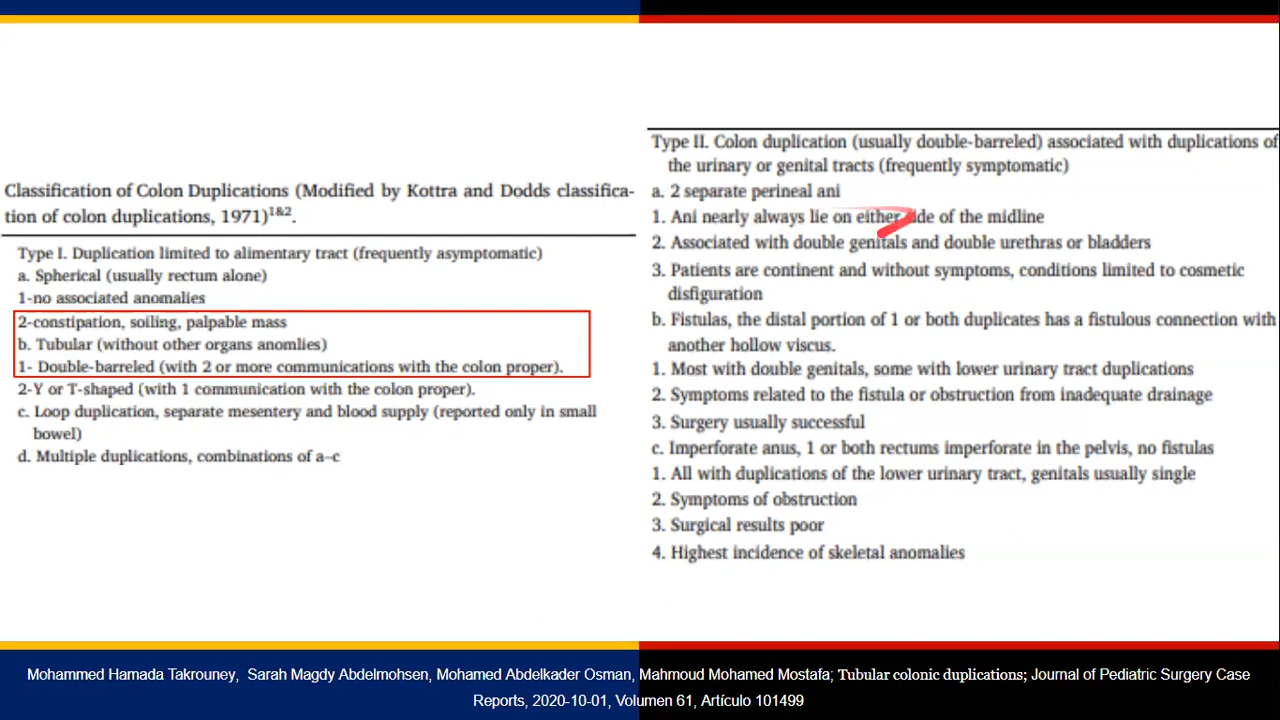 Classification of Colon Duplications (Modified by Kottra and Dodds classifica-
tion of colon duplications, 1971)1&2.
Type I. Duplication limited to alimentary tract (frequently asymptomatic)
a. Spherical (usually rectum alone)
1-no associated anomalies
2-constipation, soiling, palpable mass
b. Tubular (without other organs anomlies)
1- Double-barreled (with 2 or more communications with the colon proper).
2-Y or T-shaped (with 1 communication with the colon proper).
c. Loop duplication, separate mesentery and blood supply (reported only in small
bowel)
d. Multiple duplications, combinations of a–c
Type II. Colon duplication (usually double-barreled) associated with duplications of
the urinary or genital tracts (frequently symptomatic)
a. 2 separate perineal ani
1. Ani nearly always lie on either side of the midline
2. Associated with double genitals and double urethras or bladders
3. Patients are continent and without symptoms, conditions limited to cosmetic
disfiguration
b. Fistulas, the distal portion of 1 or both duplicates has a fistulous connection with
another hollow viscus.
1. Most with double genitals, some with lower urinary tract duplications
2. Symptoms related to the fistula or obstruction from inadequate drainage
3. Surgery usually successful
c. Imperforate anus, 1 or both rectums imperforate in the pelvis, no fistulas
1. All with duplications of the lower urinary tract, genitals usually single
2. Symptoms of obstruction
3. Surgical results poor
4. Highest incidence of skeletal anomalies
Mohammed Hamada Takrouney, Sarah Magdy Abdelmohsen, Mohamed Abdelkader Osman, Mahmoud Mohamed Mostafa; Tubular colonic duplications; Journal of Pediatric Surgery Case
Reports, 2020-10-01, Volumen 61, Artículo 101499